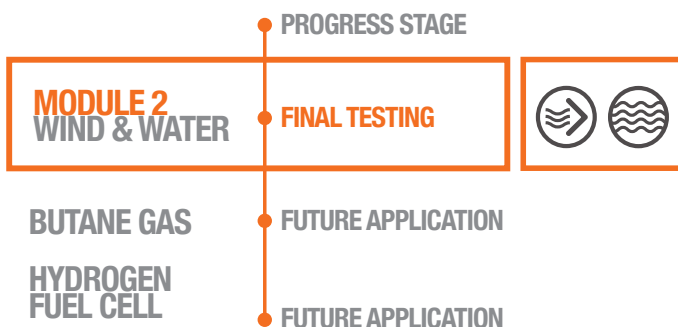 PROGRESS STAGE
MODULE 2
WIND & WATER
FINAL TESTING
BUTANE GAS
FUTURE APPLICATION
HYDROGEN
FUEL CELL
FUTURE APPLICATION